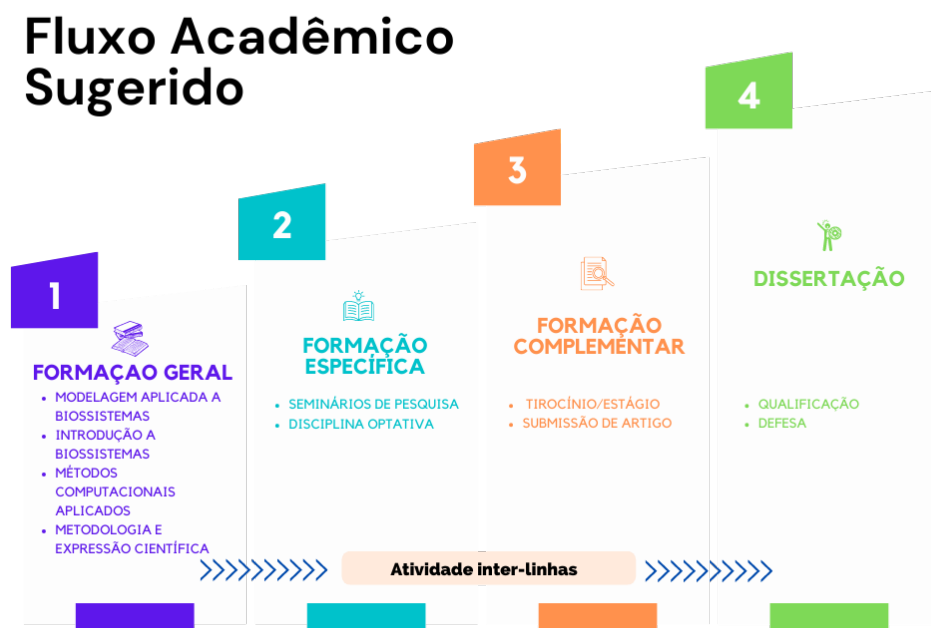 Fluxo Acadêmico
Sugerido
1
FORMAÇAO GERAL
• MODELAGEM APLICADA A
BIOSSISTEMAS
• INTRODUÇÃO A
BIOSSISTEMAS
• MÉTODOS
COMPUTACIONAIS
APLICADOS
• METODOLOGIA E
EXPRESSÃO CIENTÍFICA
2
FORMAÇÃO
ESPECÍFICA
• SEMINÁRIOS DE PESQUISA
• DISCIPLINA OPTATIVA
3
FORMAÇÃO
COMPLEMENTAR
• TIROCÍNIO/ESTÁGIO
• SUBMISSÃO DE ARTIGO
4
DISSERTAÇÃO
• QUALIFICAÇÃO
• DEFESA
Atividade inter-linhas